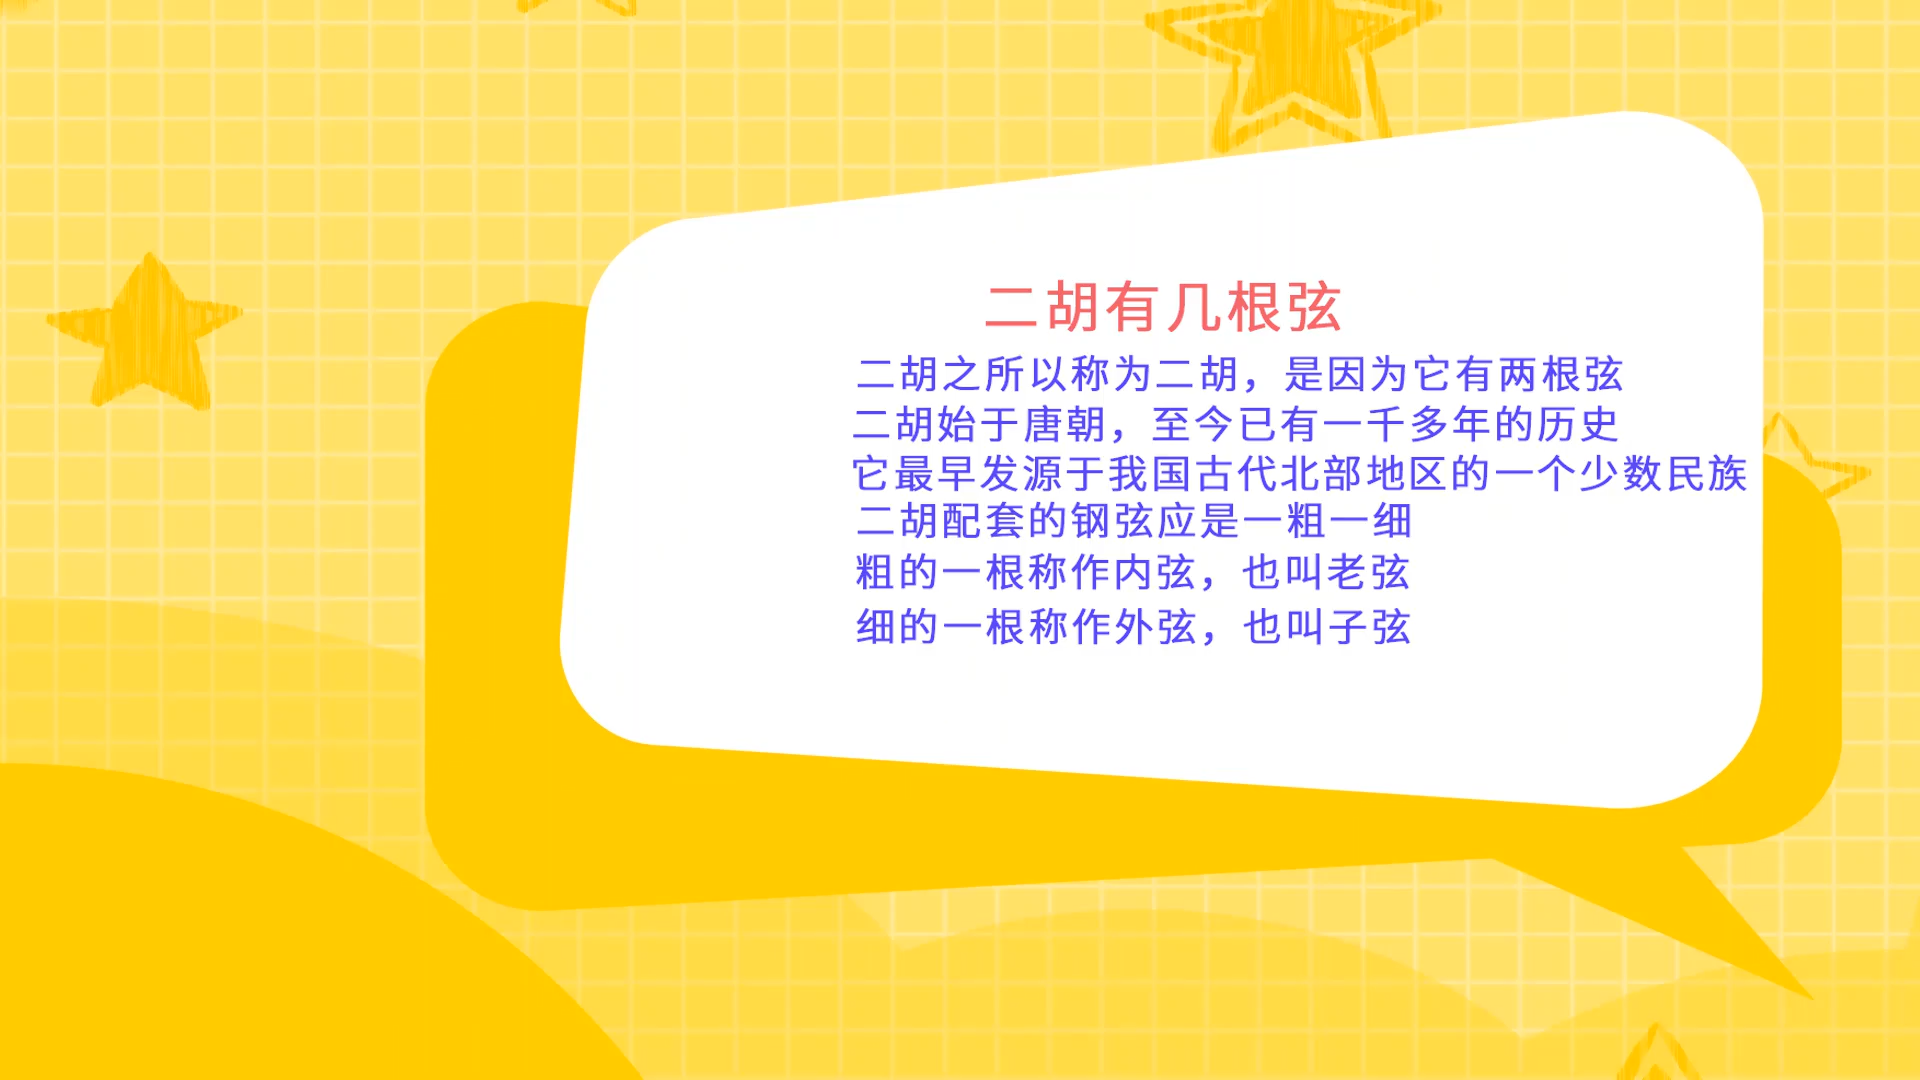 二胡有几根弦
二胡之所以称为二胡，是因为它有两根弦
二胡始于唐朝，至今已有一千多年的历史
它最早发源于我国古代北部地区的一个少数民族
二胡配套的钢弦应是一粗一细
粗的一根称作内弦，也叫老弦
细的一根称作外弦，也叫子弦